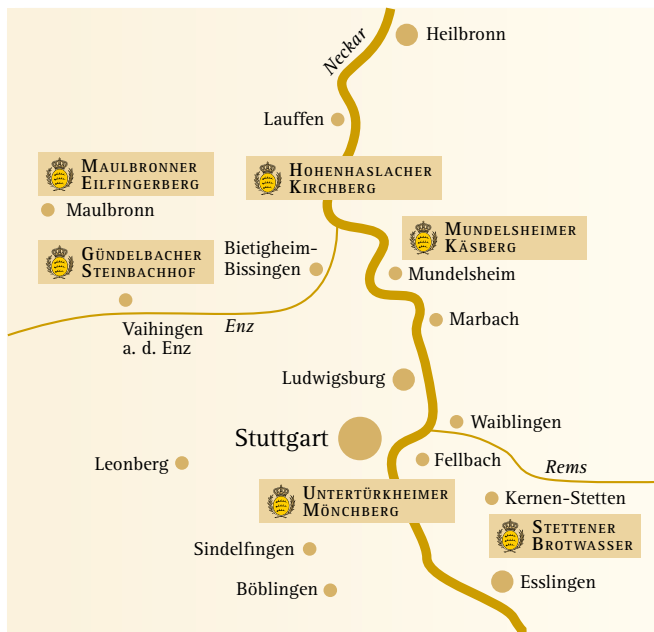 Heilbronn
Neckar
Lauffen
MAULBRONNER
EILFINGERBERG
HOHENHASLACHER
KIRCHBERG
Maulbronn
MUNDELSHEIMER
KÄSBERG
GÜNDELBACHER
STEINBACHHOF
Bietigheim-
Bissingen
Mundelsheim
Marbach
Vaihingen
a. d. Enz
Enz
Ludwigsburg
Waiblingen
Stuttgart
Leonberg
Fellbach
Rems
UNTERTÜRKHEIMER
MÖNCHBERG
Kernen-Stetten
STETTENER
BROTWASSER
Sindelfingen
Esslingen
Böblingen